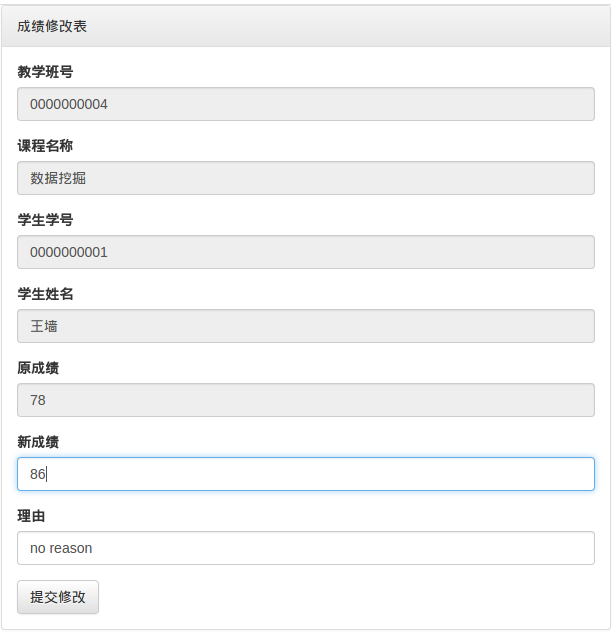 成绩修改表
教学班号
0000000004
课程名称
数据挖掘
学生学号
0000000001
学生姓名
王墙
原成绩
78
新成绩
86
理由
no reason
提交修改